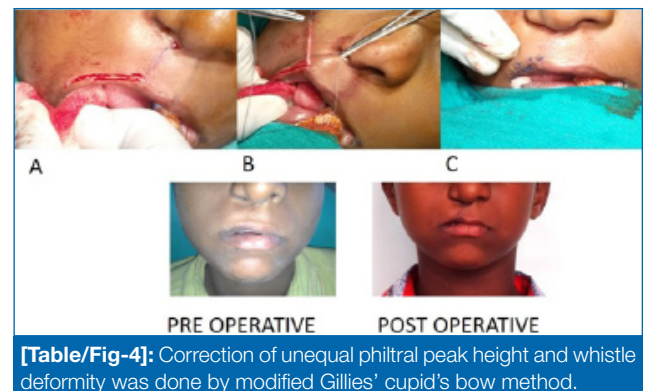 A B C
PRE OPERATIVE POST OPERATIVE
[Table/Fig-4]: Correction of unequal philtral peak height and whistle
deformity was done by modified Gillies’ cupid’s bow method.